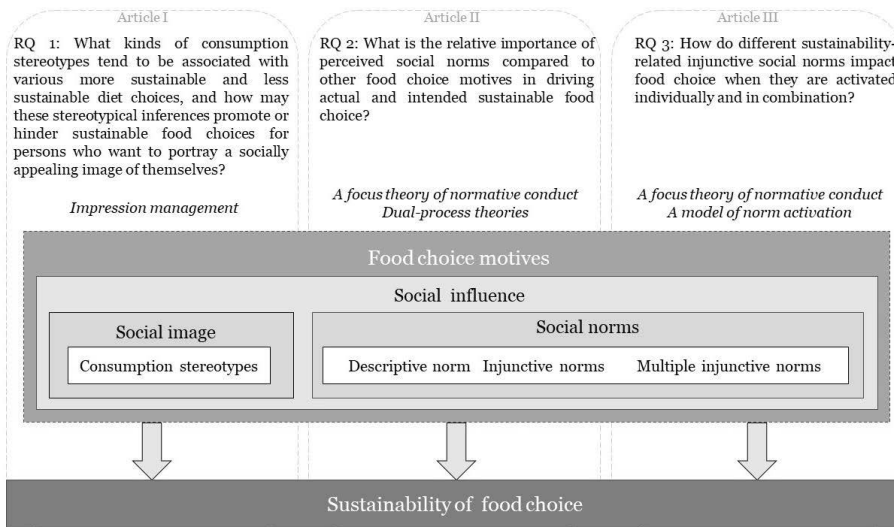 Article I
RQ 1: What kinds of consumption
stereotypes tend to be associated with
various more sustainable and less
sustainable diet choices, and how may
these stereotypical inferences promote or
hinder sustainable food choices for
persons who want to portray a socially
appealing image of themselves?
Impression management
Article II
RQ 2: What is the relative importance of
perceived social norms compared to
other food choice motives in driving
actual and intended sustainable food
choice?
A focus theory of normative conduct
Dual-process theories
Article III
RQ 3: How do different sustainability-
related injunctive social norms impact
food choice when they are activated
individually and in combination?
A focus theory of normative conduct
A model of norm activation
Food choice motives
Social influence
Social image
Consumption stereotypes
Social norms
Descriptive norm Injunctive norms Multiple injunctive norms
Sustainability of food choice